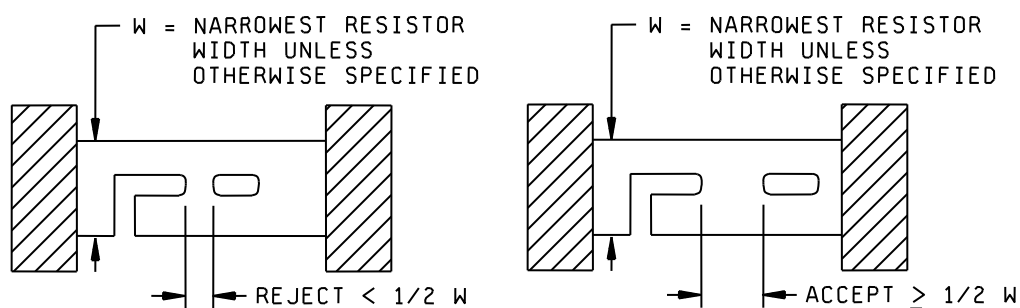 W = NARROWEST RESISTOR
WIDTH UNLESS
OTHERWISE SPECIFIED
REJECT < 1/2 W
W = NARROWEST RESISTOR
WIDTH UNLESS
OTHERWISE SPECIFIED
ACCEPT ≥ 1/2 W